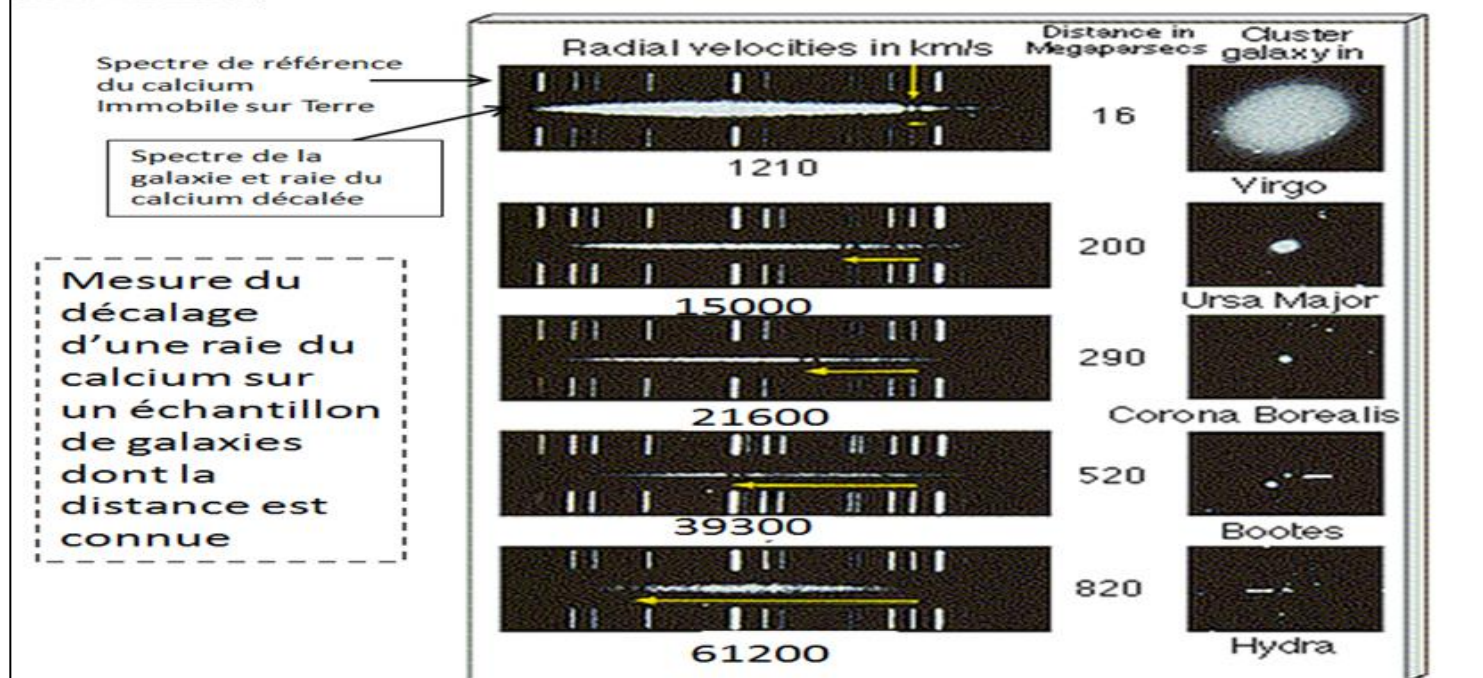 Spectre de référence
du calcium
Immobile sur Terre
Spectre de la
galaxie et raie du
calcium décalée
Mesure du
décalage
d'une raie du
calcium sur
un échantillon
de galaxies
dont la
distance est
connue
Radial velocities in km/s
Distance in
Megaparsecs
Cluster
galaxy in
1210
16
Virgo
15000
200
Ursa Major
21600
290
Corona Borealis
39300
520
Bootes
61200
820
Hydra